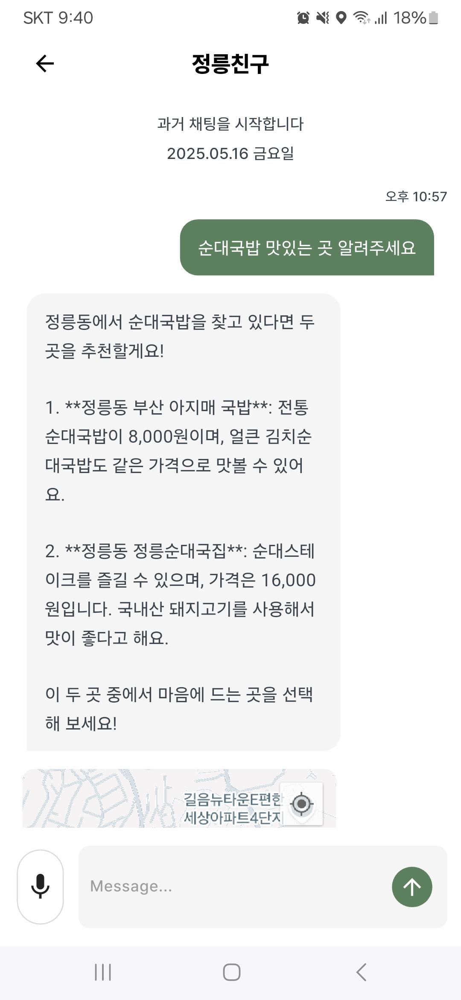 SKT 9:40
18%
정릉친구
과거 채팅을 시작합니다
2025.05.16 금요일
오후 10:57
순대국밥 맛있는 곳 알려주세요
정릉동에서 순대국밥을 찾고 있다면 두
곳을 추천할게요!
1. **정릉동 부산 아지매 국밥**: 전통
순대국밥이 8,000원이며, 얼큰 김치순
대국밥도 같은 가격으로 맛볼 수 있어
요.
2. **정릉동 정릉순대국집**: 순대스테
이크를 즐길 수 있으며, 가격은 16,000
원입니다. 국내산 돼지고기를 사용해서
맛이 좋다고 해요.
이 두 곳 중에서 마음에 드는 곳을 선택
해 보세요!
길음뉴타운E편한
세상아파트4단지
Message...